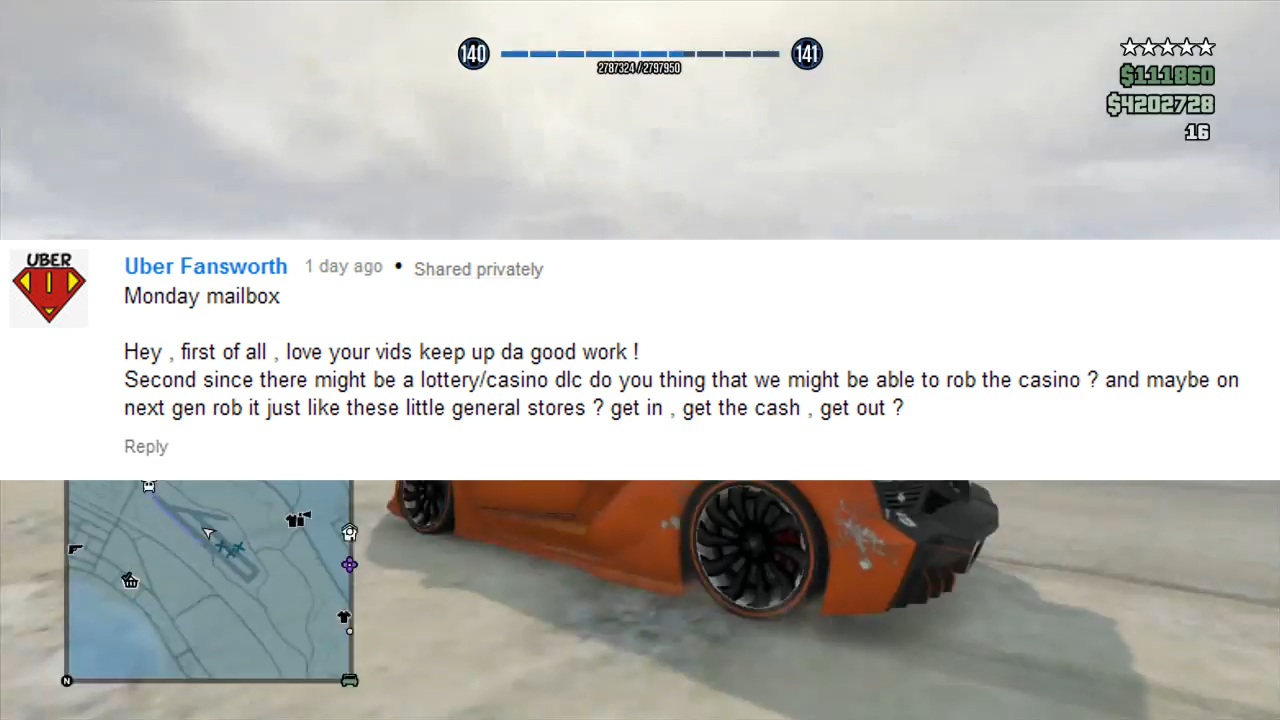 140 141
2787324 / 2797950
$111860
$4202728
16
UBER
Uber Fansworth 1 day ago • Shared privately
Monday mailbox
Hey , first of all , love your vids keep up da good work !
Second since there might be a lottery/casino dlc do you thing that we might be able to rob the casino ? and maybe on
next gen rob it just like these little general stores ? get in , get the cash , get out ?
Reply
N